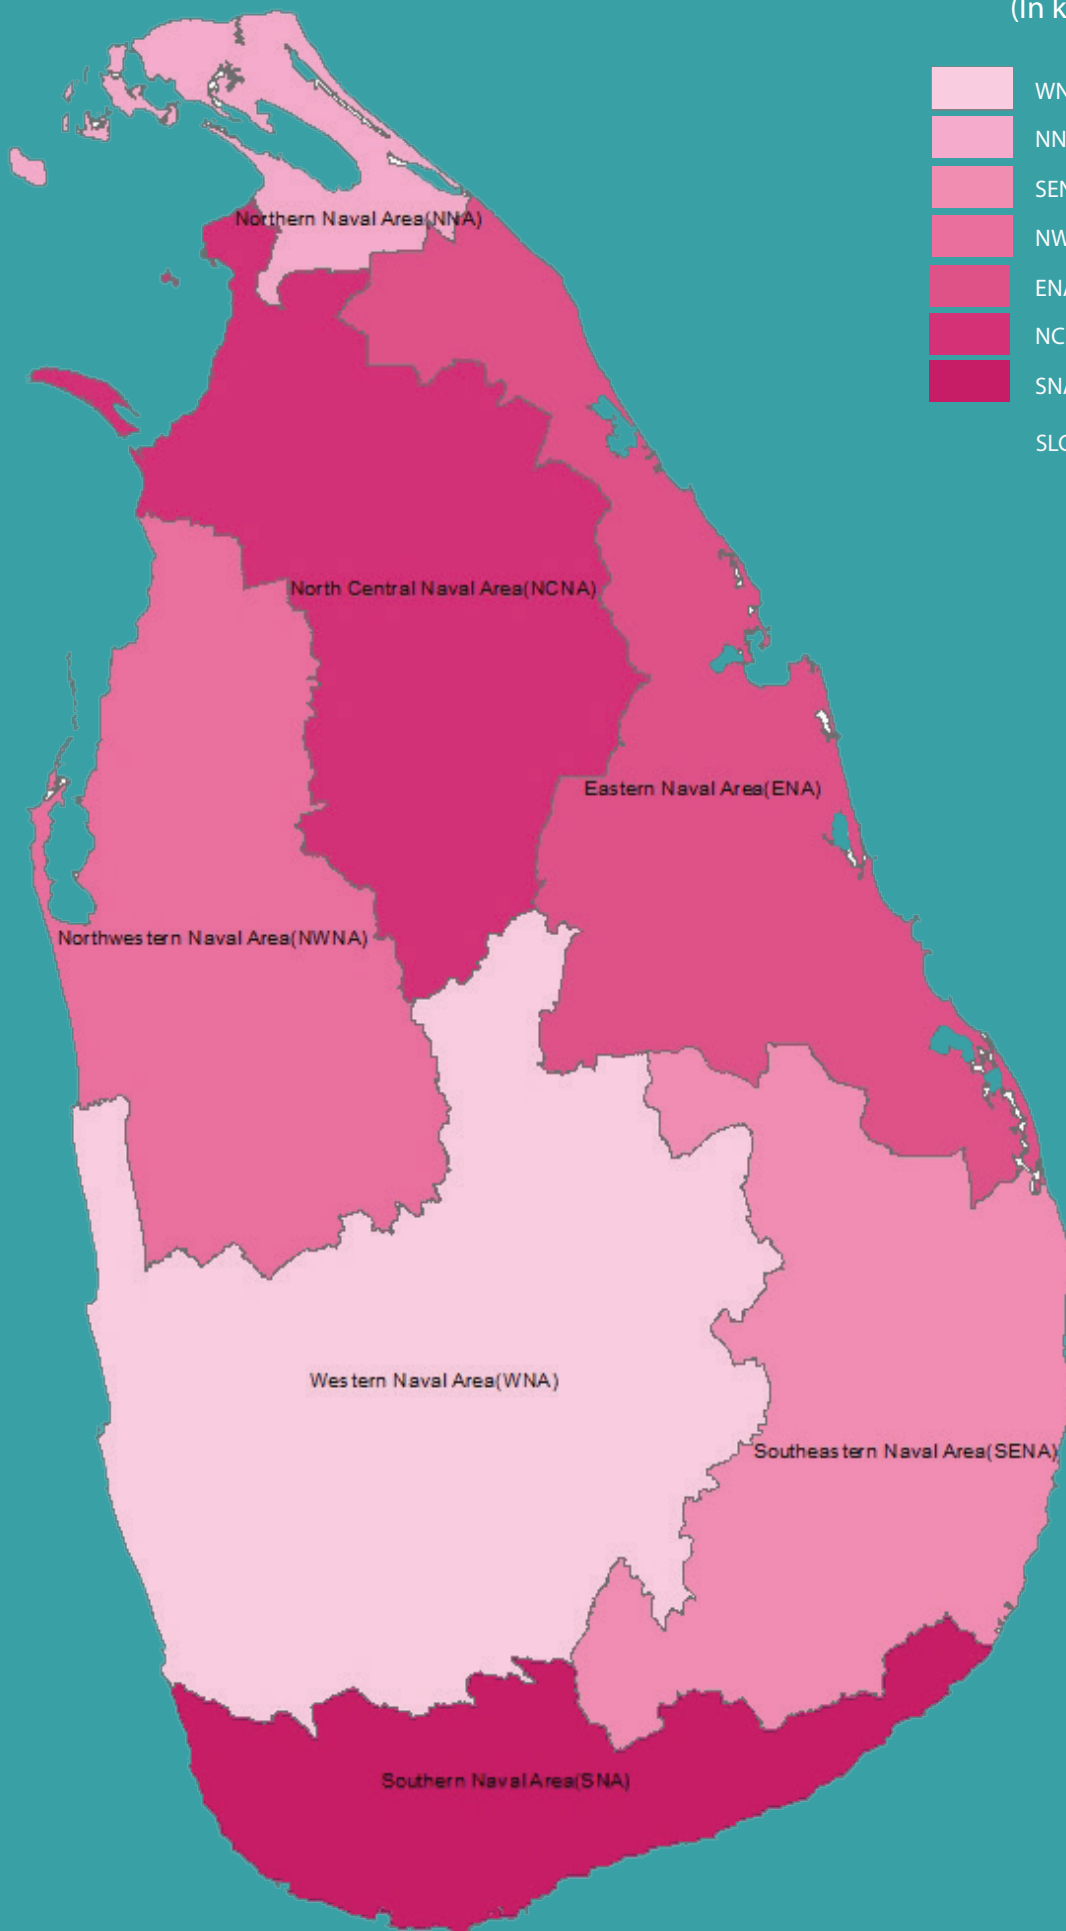 (In k
WN
NN
SEN
NW
ENA
NC
SNA
SLC
Northern Naval Area(NNA)
North Central Naval Area(NCNA)
Eastern Naval Area(ENA)
Northwestern Naval Area(NWNA)
Western Naval Area(WNA)
Southeastern Naval Area(SENA)
Southern Naval Area(SNA)